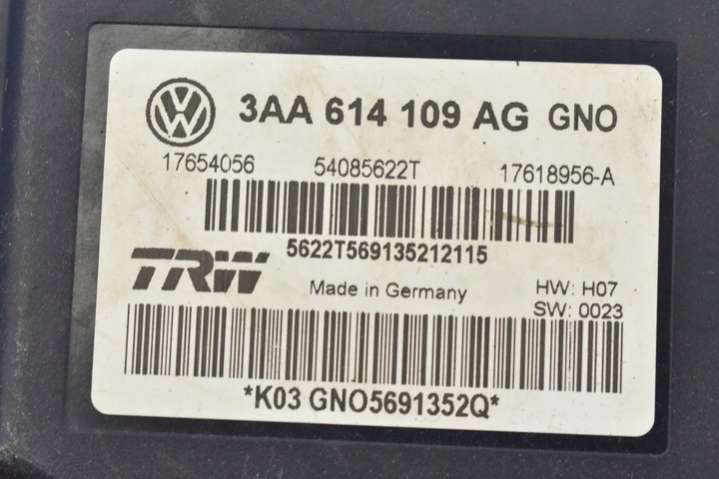 3AA 614 109 AG GNO
17654056 54085622T 17618956-A
5622T569135212115
TRW Made in Germany HW: H07
SW: 0023
*K03 GNO5691352Q*